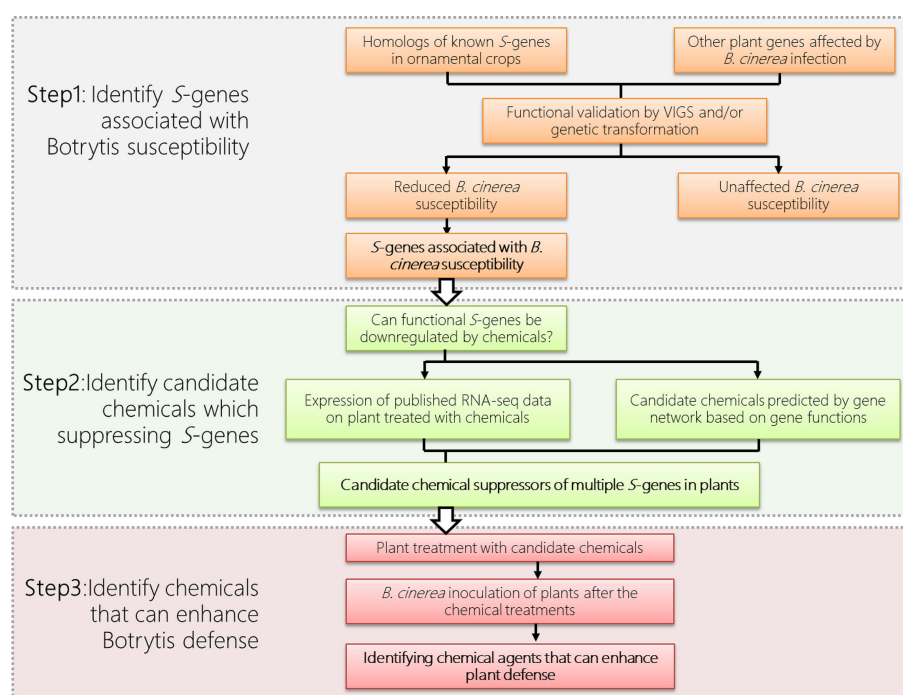 Step1: Identify S-genes
associated with
Botrytis susceptibility
Homologs of known S-genes
in ornamental crops
Other plant genes affected by
B. cinerea infection
Functional validation by VIGS and/or
genetic transformation
Reduced B. cinerea
susceptibility
Unaffected B. cinerea
susceptibility
S-genes associated with B.
cinerea susceptibility
Step2:Identify candidate
chemicals which
suppressing S-genes
Can functional S-genes be
downregulated by chemicals?
Expression of published RNA-seq data
on plant treated with chemicals
Candidate chemicals predicted by gene
network based on gene functions
Candidate chemical suppressors of multiple S-genes in plants
Step3:Identify chemicals
that can enhance
Botrytis defense
Plant treatment with candidate chemicals
B. cinerea inoculation of plants after the
chemical treatments
Identifying chemical agents that can enhance
plant defense